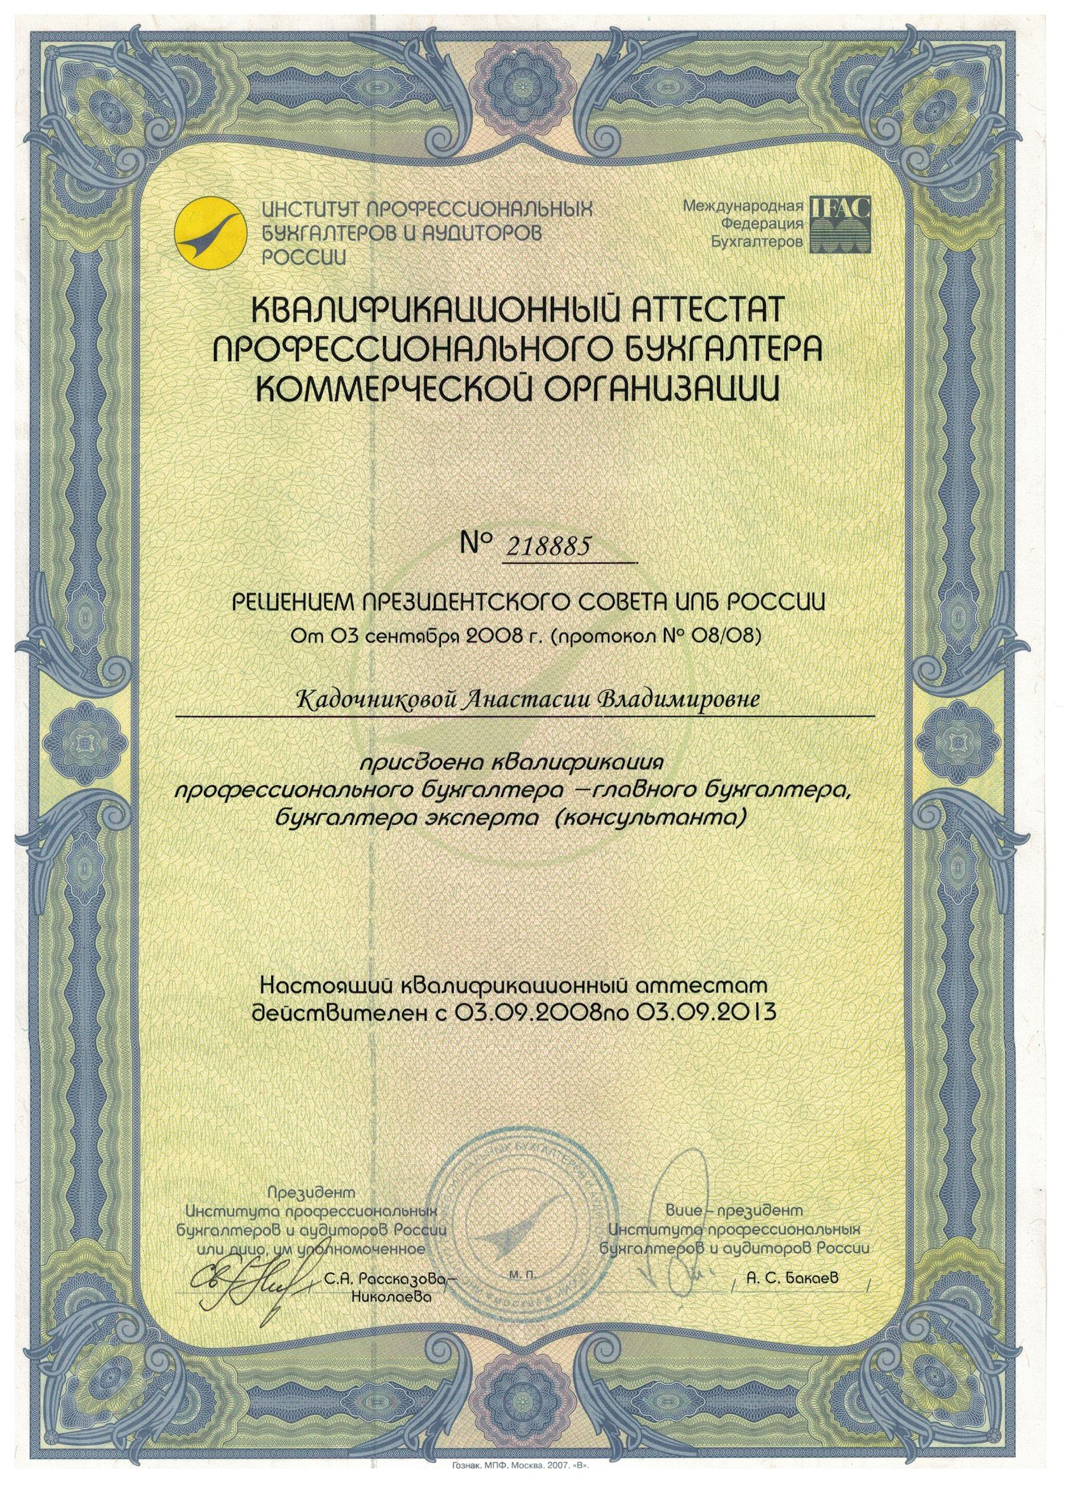 ИНСТИТУТ ПРОФЕССИОНАЛЬНЫХ
БУХГАЛТЕРОВ И АУДИТОРОВ
РОССИИ
Международная
Федерация
Бухгалтеров
IFAC
КВАЛИФИКАЦИОННЫЙ АТТЕСТАТ
ПРОФЕССИОНАЛЬНОГО БУХГАЛТЕРА
КОММЕРЧЕСКОЙ ОРГАНИЗАЦИИ
№ 218885
РЕШЕНИЕМ ПРЕЗИДЕНТСКОГО СОВЕТА ИПБ РОССИИ
От 03 сентября 2008 г. (протокол № 08/08)
Кадочниковой Анастасии Владимировне
присвоена квалификация
профессионального бухгалтера –главного бухгалтера,
бухгалтера эксперта (консультанта)
Настоящий квалификационный аттестат
действителен с 03.09.2008по 03.09.2013
Президент
Института профессиональных
бухгалтеров и аудиторов России
или лицо, им уполномоченное
С.А. Рассказова–
Николаева
М. П.
Вице–президент
Института профессиональных
бухгалтеров и аудиторов России
/ А. С. Бакаев /
Гознак. МПФ. Москва. 2007. «В».